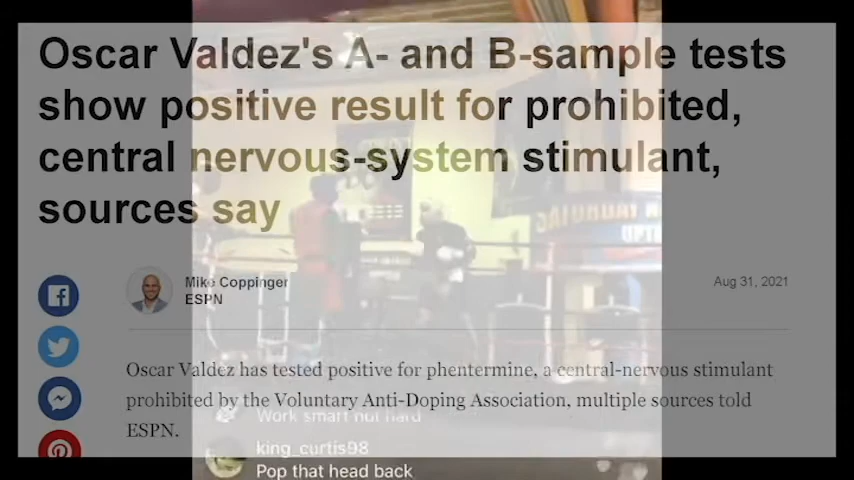 Oscar Valdez's A- and B-sample tests
show positive result for prohibited,
central nervous-system stimulant,
sources say
Mike Coppinger
ESPN
Aug 31, 2021
Oscar Valdez has tested positive for phentermine, a central-nervous stimulant
prohibited by the Voluntary Anti-Doping Association, multiple sources told
ESPN.
Work smart not hard
king_curtis98
Pop that head back